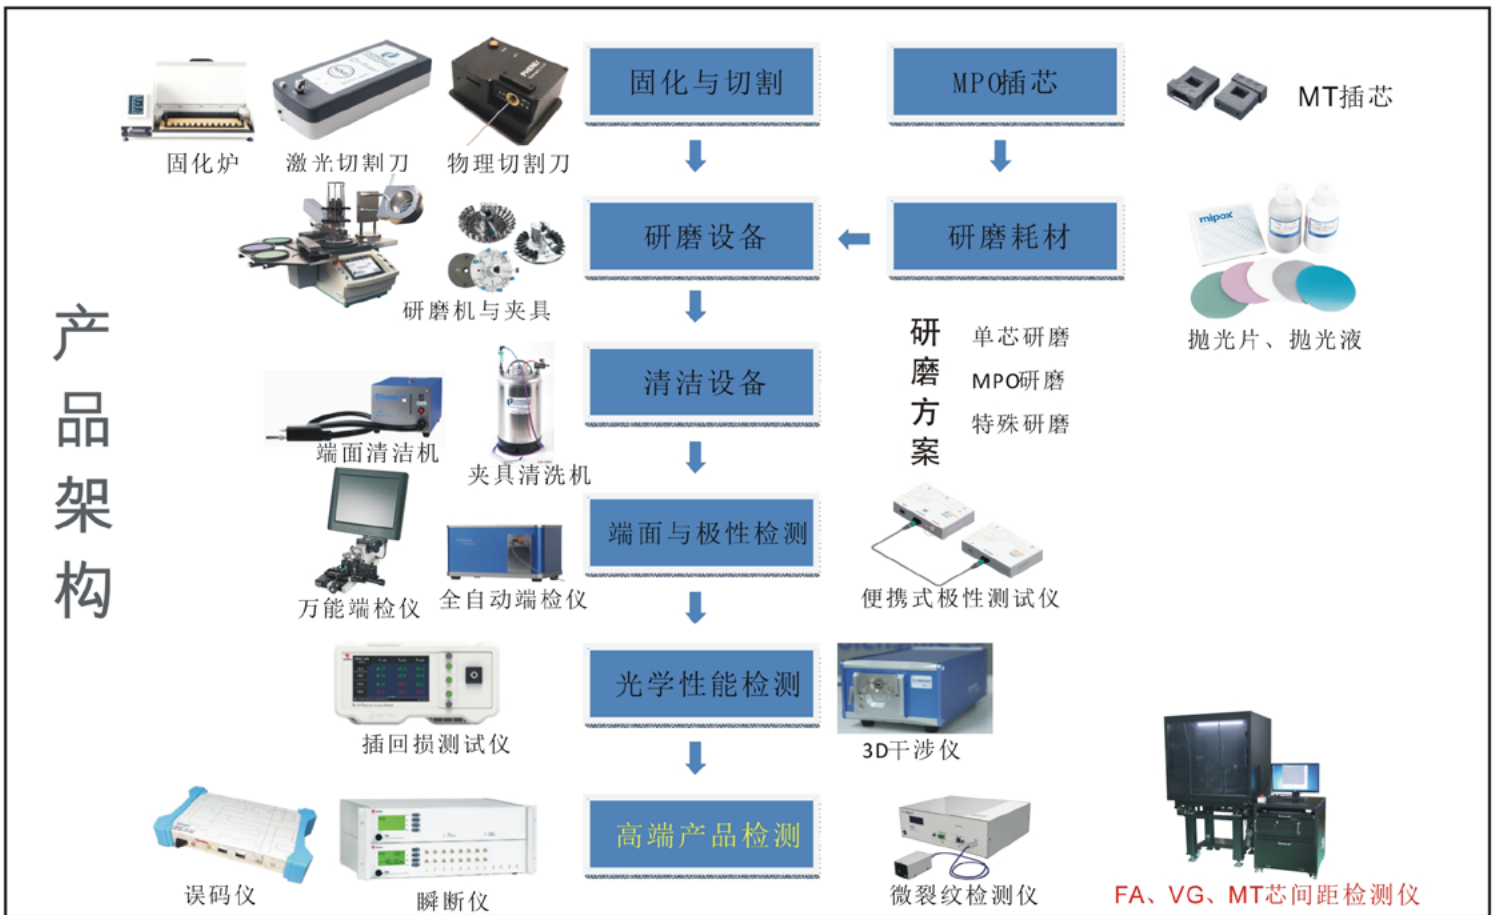 产品架构
固化与切割
MPO插芯
MT插芯
固化炉
激光切割刀
物理切割刀
研磨设备
研磨耗材
mipox
研磨机与夹具
抛光片、抛光液
研磨方案
单芯研磨
MPO研磨
特殊研磨
清洁设备
端面清洁机
夹具清洗机
端面与极性检测
万能端检仪
全自动端检仪
便携式极性测试仪
光学性能检测
插回损测试仪
3D干涉仪
高端产品检测
误码仪
瞬断仪
微裂纹检测仪
FA、VG、MT芯间距检测仪